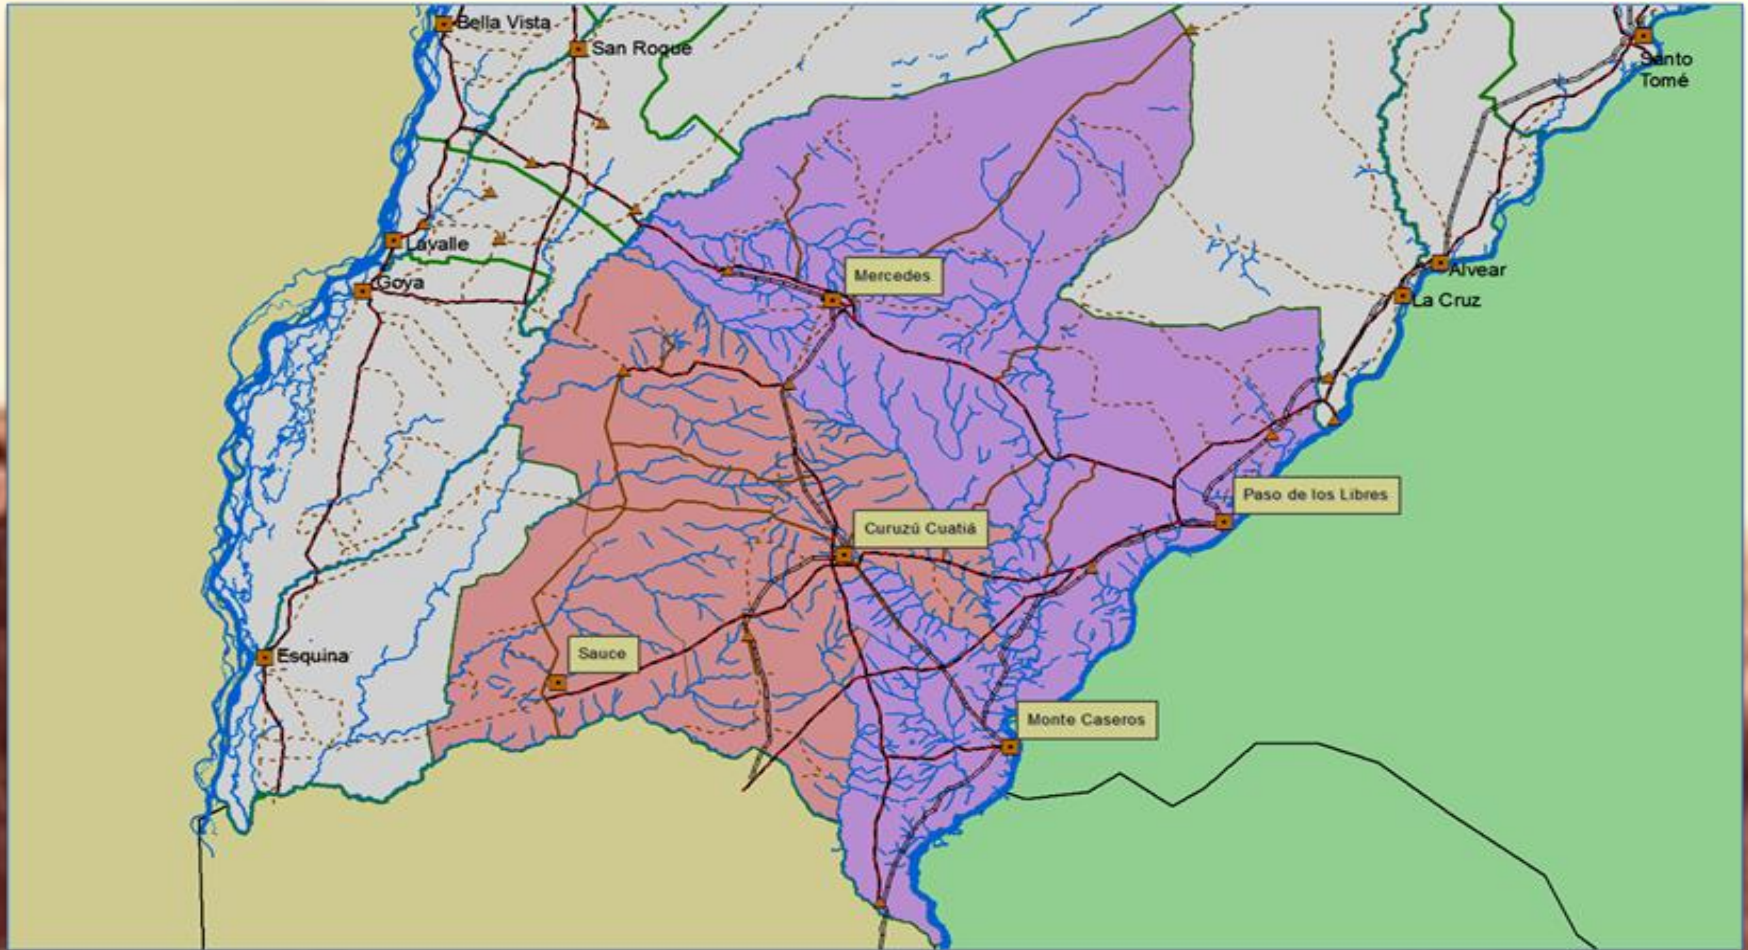 Bella Vista
San Roque
Santo
Tomé
Lavalle
Goya
Mercedes
Alvear
La Cruz
Paso de los Libres
Curuzú Cuatiá
Esquina
Sauce
Monte Caseros